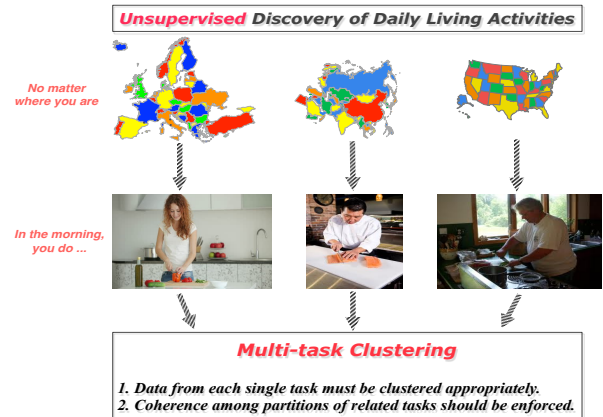 Unsupervised Discovery of Daily Living Activities
No matter
where you are
In the morning,
you do ...
Multi-task Clustering
1. Data from each single task must be clustered appropriately.
2. Coherence among partitions of related tasks should be enforced.